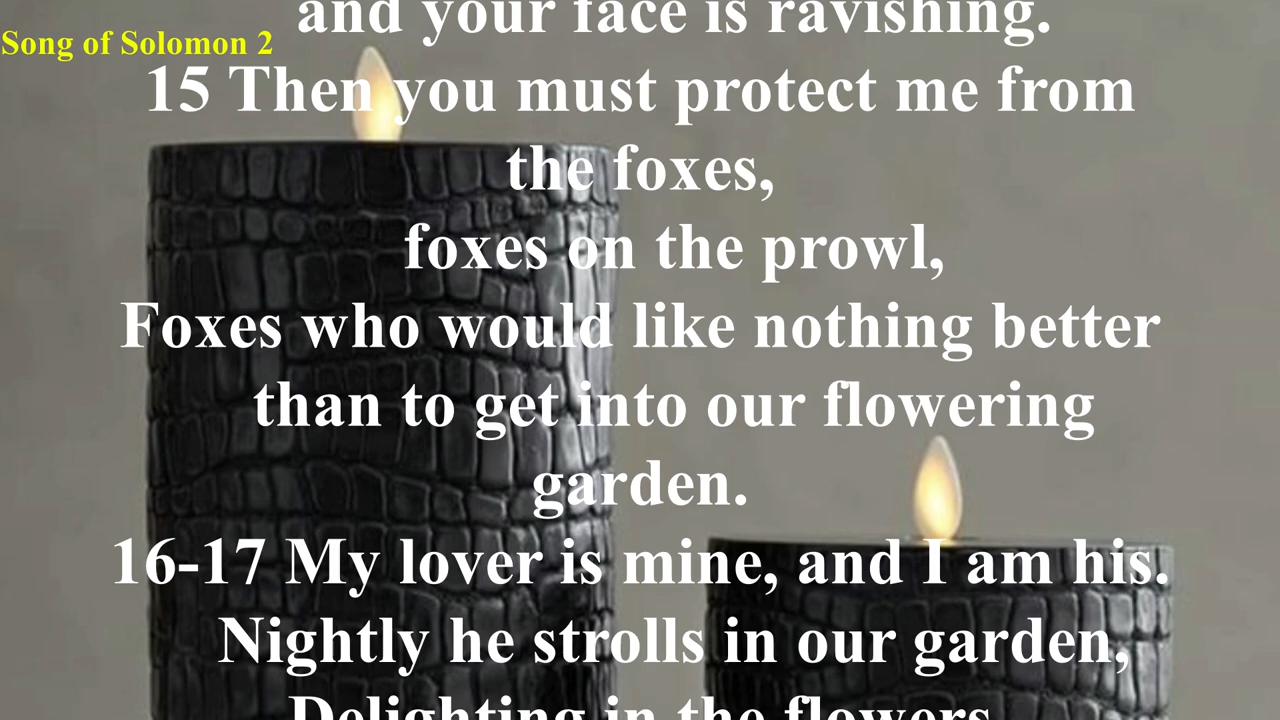 and your face is ravishing.
Song of Solomon 2
15 Then you must protect me from
the foxes,
foxes on the prowl,
Foxes who would like nothing better
than to get into our flowering
garden.
16-17 My lover is mine, and I am his.
Nightly he strolls in our garden,
Delighting in the flowers